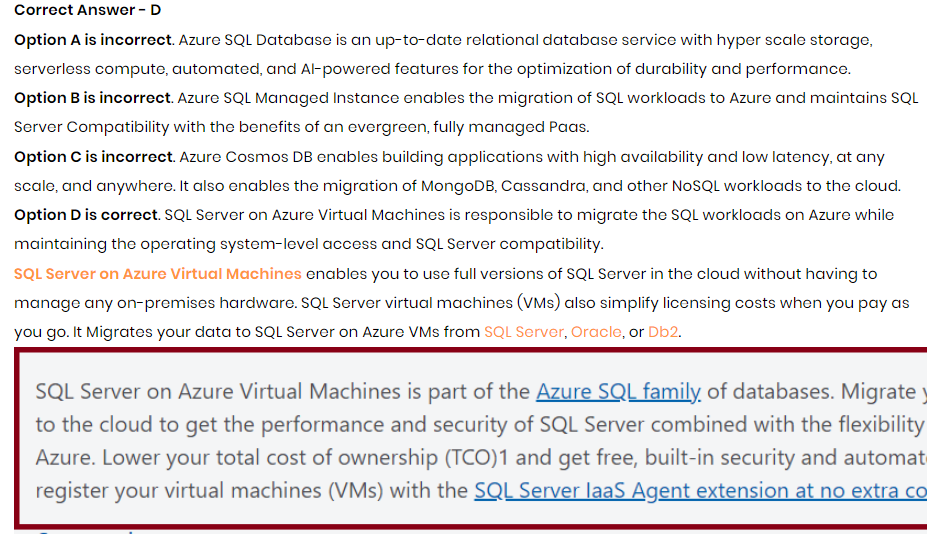 Correct Answer - D
Option A is incorrect. Azure SQL Database is an up-to-date relational database service with hyper scale storage,
serverless compute, automated, and AI-powered features for the optimization of durability and performance.
Option B is incorrect. Azure SQL Managed Instance enables the migration of SQL workloads to Azure and maintains SQL
Server Compatibility with the benefits of an evergreen, fully managed Paas.
Option C is incorrect. Azure Cosmos DB enables building applications with high availability and low latency, at any
scale, and anywhere. It also enables the migration of MongoDB, Cassandra, and other NoSQL workloads to the cloud.
Option D is correct. SQL Server on Azure Virtual Machines is responsible to migrate the SQL workloads on Azure while
maintaining the operating system-level access and SQL Server compatibility.
SQL Server on Azure Virtual Machines enables you to use full versions of SQL Server in the cloud without having to
manage any on-premises hardware. SQL Server virtual machines (VMs) also simplify licensing costs when you pay as
you go. It Migrates your data to SQL Server on Azure VMs from SQL Server, Oracle, or Db2.
SQL Server on Azure Virtual Machines is part of the Azure SQL family of databases. Migrate
to the cloud to get the performance and security of SQL Server combined with the flexibility
Azure. Lower your total cost of ownership (TCO)1 and get free, built-in security and automat
register your virtual machines (VMs) with the SQL Server IaaS Agent extension at no extra co